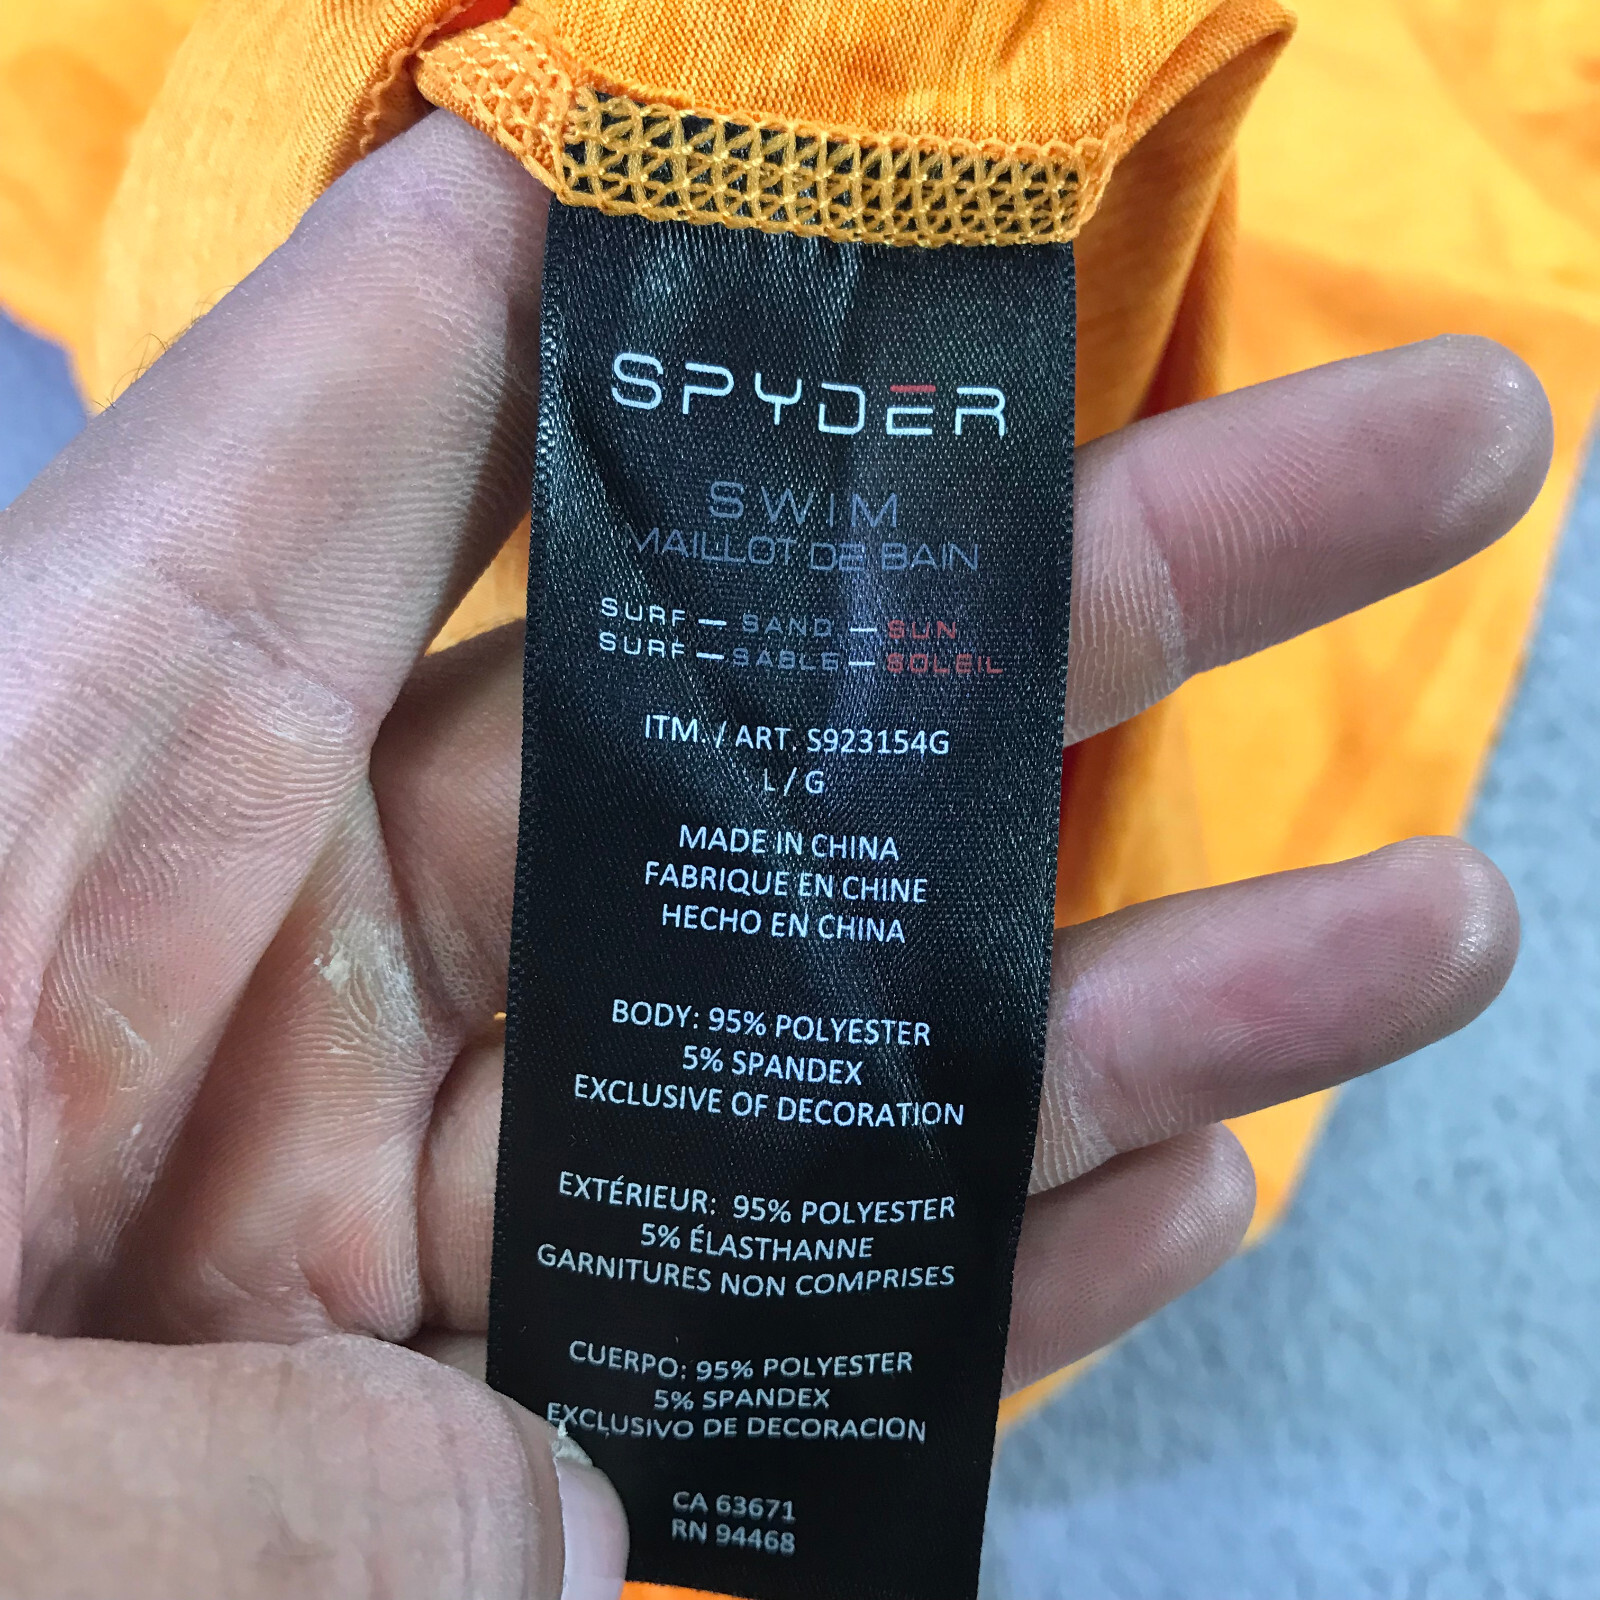 SPYDER
SWIM
MAILLOT DE BAIN
SURF — SAND — SUN
SURF — SABLE — SOLEIL
ITM. / ART. S923154G
L / G
MADE IN CHINA
FABRIQUE EN CHINE
HECHO EN CHINA
BODY: 95% POLYESTER
5% SPANDEX
EXCLUSIVE OF DECORATION
EXTÉRIEUR: 95% POLYESTER
5% ÉLASTHANNE
GARNITURES NON COMPRISES
CUERPO: 95% POLYESTER
5% SPANDEX
EXCLUSIVO DE DECORACION
CA 63671
RN 94468